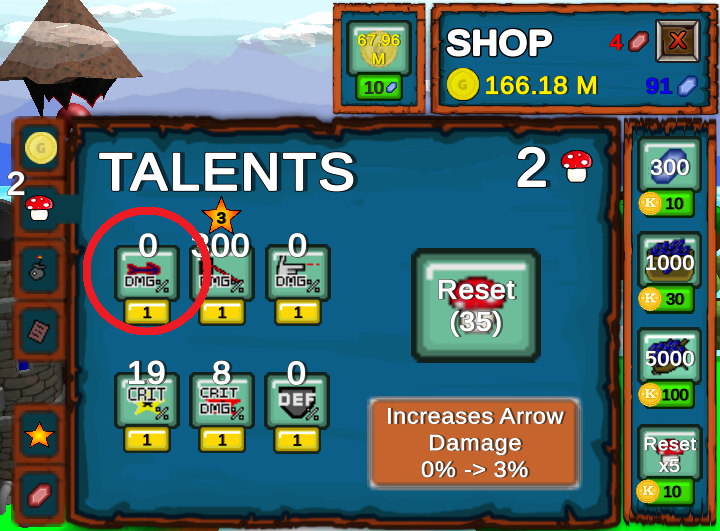 67,96
M
10
SHOP
4
G 166.18 M
91
G
2
TALENTS
2
3
0
300
0
DMG%
DMG%
DMG%
1
1
1
Reset
(35)
19
8
0
CRIT
%
CRIT
DMG%
DEF
%
1
1
1
Increases Arrow
Damage
0% -> 3%
300
K 10
1000
K 30
5000
K 100
Reset
x5
K 10